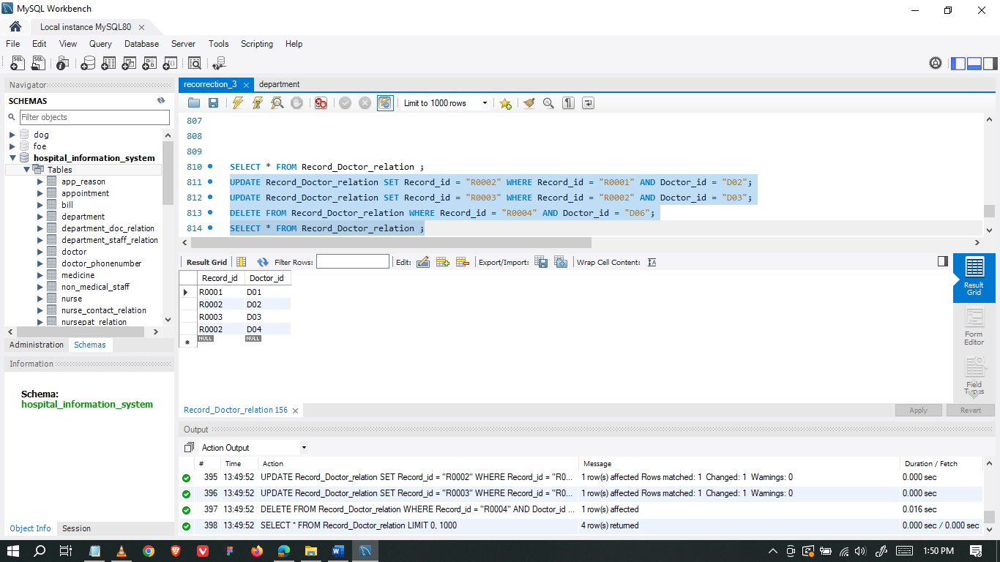 MySQL Workbench
Local instance MySQL80
File Edit View Query Database Server Tools Scripting Help
Navigator
SCHEMAS
Filter objects
dog
foe
hospital_information_system
Tables
app_reason
appointment
bill
department
department_doc_relation
department_staff_relation
doctor
doctor_phonenumber
medicine
non_medical_staff
nurse
nurse_contact_relation
nursepat_relation
Administration Schemas
Information
Schema:
hospital_information_system
Object Info Session
recorrection_3 department
Limit to 1000 rows
807
808
809
810 SELECT * FROM Record_Doctor_relation ;
811 UPDATE Record_Doctor_relation SET Record_id = "R0002" WHERE Record_id = "R0001" AND Doctor_id = "D02";
812 UPDATE Record_Doctor_relation SET Record_id = "R0003" WHERE Record_id = "R0002" AND Doctor_id = "D03";
813 DELETE FROM Record_Doctor_relation WHERE Record_id = "R0004" AND Doctor_id = "D06";
814 SELECT * FROM Record_Doctor_relation ;
Result Grid Filter Rows: Edit: Export/Import: Wrap Cell Content:
Record_id Doctor_id
R0001 D01
R0002 D02
R0003 D03
R0002 D04
NULL NULL
Result
Grid
Form
Editor
Field
Types
Record_Doctor_relation 156
Apply Revert
Output
Action Output
# Time Action Message Duration / Fetch
395 13:49:52 UPDATE Record_Doctor_relation SET Record_id = "R0002" WHERE Record_id = "R0... 1 row(s) affected Rows matched: 1 Changed: 1 Warnings: 0 0.000 sec
396 13:49:52 UPDATE Record_Doctor_relation SET Record_id = "R0003" WHERE Record_id = "R0... 1 row(s) affected Rows matched: 1 Changed: 1 Warnings: 0 0.000 sec
397 13:49:52 DELETE FROM Record_Doctor_relation WHERE Record_id = "R0004" AND Doctor_id ... 1 row(s) affected 0.016 sec
398 13:49:52 SELECT * FROM Record_Doctor_relation LIMIT 0, 1000 4 row(s) returned 0.000 sec / 0.000 sec
1:50 PM